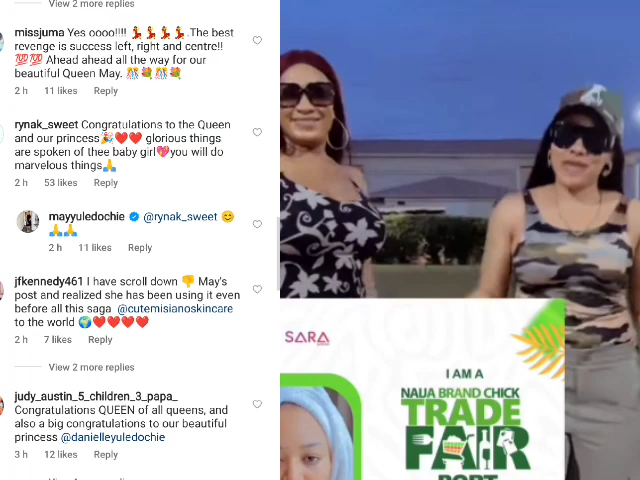 View 2 more replies
missjuma Yes oooo!!!! 💃💃💃💃.The best
revenge is success left, right and centre!!
💯💯 Ahead ahead all the way for our
beautiful Queen May. 🎊💐🎊💐
2 h 11 likes Reply
rynak_sweet Congratulations to the Queen
and our princess🎉❤️❤️ glorious things
are spoken of thee baby girl💖you will do
marvelous things🙏
2 h 53 likes Reply
mayyuledochie @rynak_sweet 😊
🙏🙏
2 h 11 likes Reply
jfkennedy461 I have scroll down 👎 May's
post and realized she has been using it even
before all this saga @cutemisianoskincare
to the world 🌍❤️❤️❤️❤️
2 h 7 likes Reply
View 2 more replies
judy_austin_5_children_3_papa_
Congratulations QUEEN of all queens, and
also a big congratulations to our beautiful
princess @danielleyuledochie
3 h 12 likes Reply
SARA
I AM A
NAIJA BRAND CHICK
TRADE
FAIR